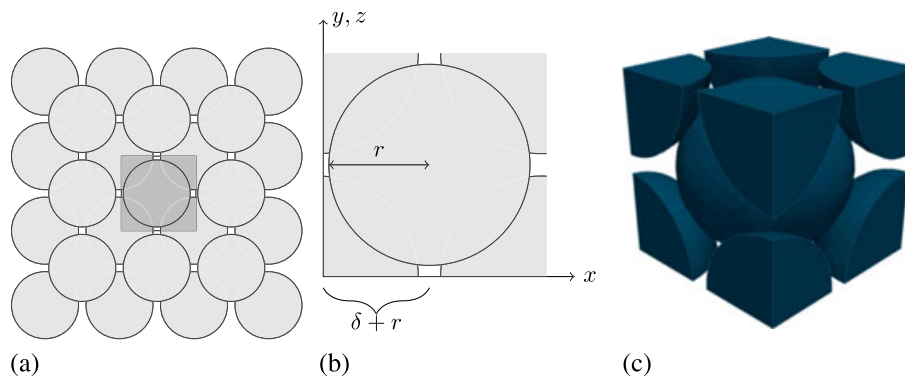 y, z
r
x
δ + r
(a)
(b)
(c)